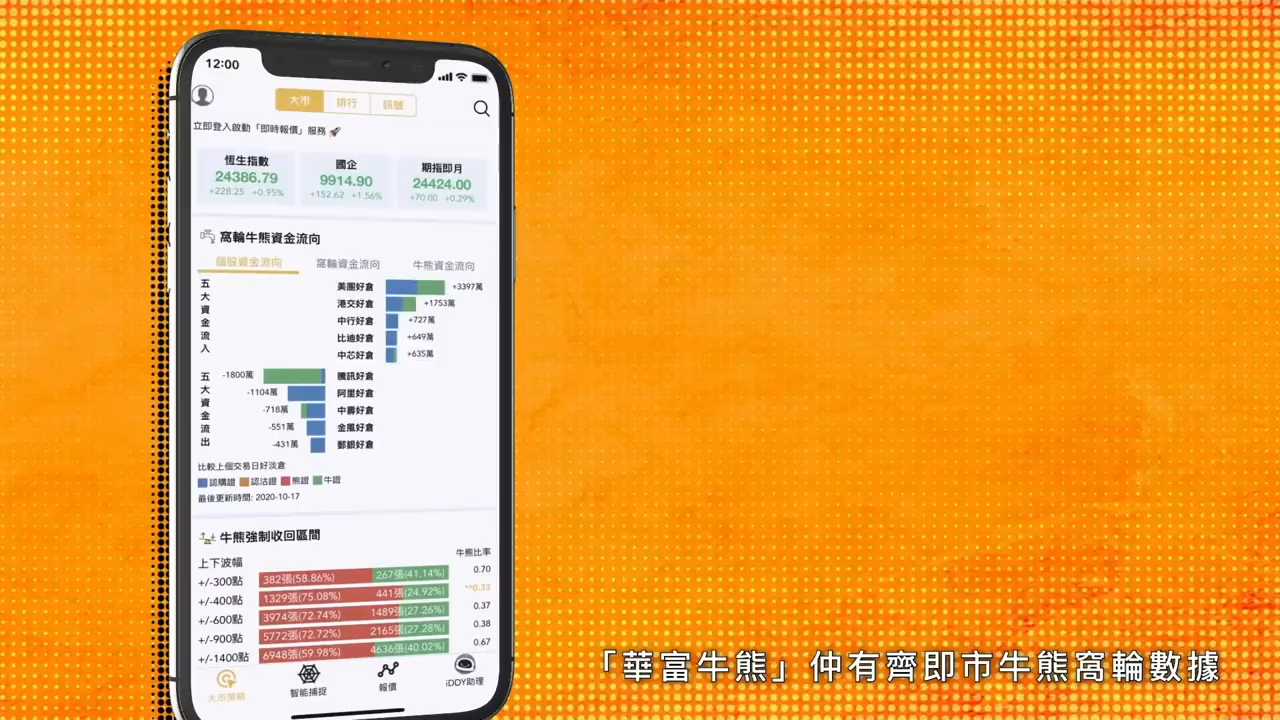 12:00
大市 排行 訊號
立即登入啟動「即時報價」服務
恆生指數 國企 期指即月
24386.79 9914.90 24424.00
+228.25 +0.95% +152.62 +1.56% +70.00 +0.29%
窩輪牛熊資金流向
個股資金流向 窩輪資金流向 牛熊資金流向
五大資金流入
美團好倉 +3397萬
港交好倉 +1753萬
中行好倉 +727萬
比迪好倉 +649萬
中芯好倉 +635萬
五大資金流出
-1800萬 騰訊好倉
-1104萬 阿里好倉
-718萬 中壽好倉
-551萬 金風好倉
-431萬 郵銀好倉
比較上個交易日好淡倉
認購證 認沽證 熊證 牛證
最後更新時間: 2020-10-17
牛熊強制收回區間
上下波幅 牛熊比率
+/-300點 382張(58.86%) 267張(41.14%) 0.70
+/-400點 1329張(75.08%) 441張(24.92%) **0.33
+/-600點 3974張(72.74%) 1489張(27.26%) 0.37
+/-900點 5772張(72.72%) 2165張(27.28%) 0.38
+/-1400點 6948張(59.98%) 4636張(40.02%) 0.67
大市策略 智能捕捉 報價 iDDY助理
「華富牛熊」仲有齊即市牛熊窩輪數據